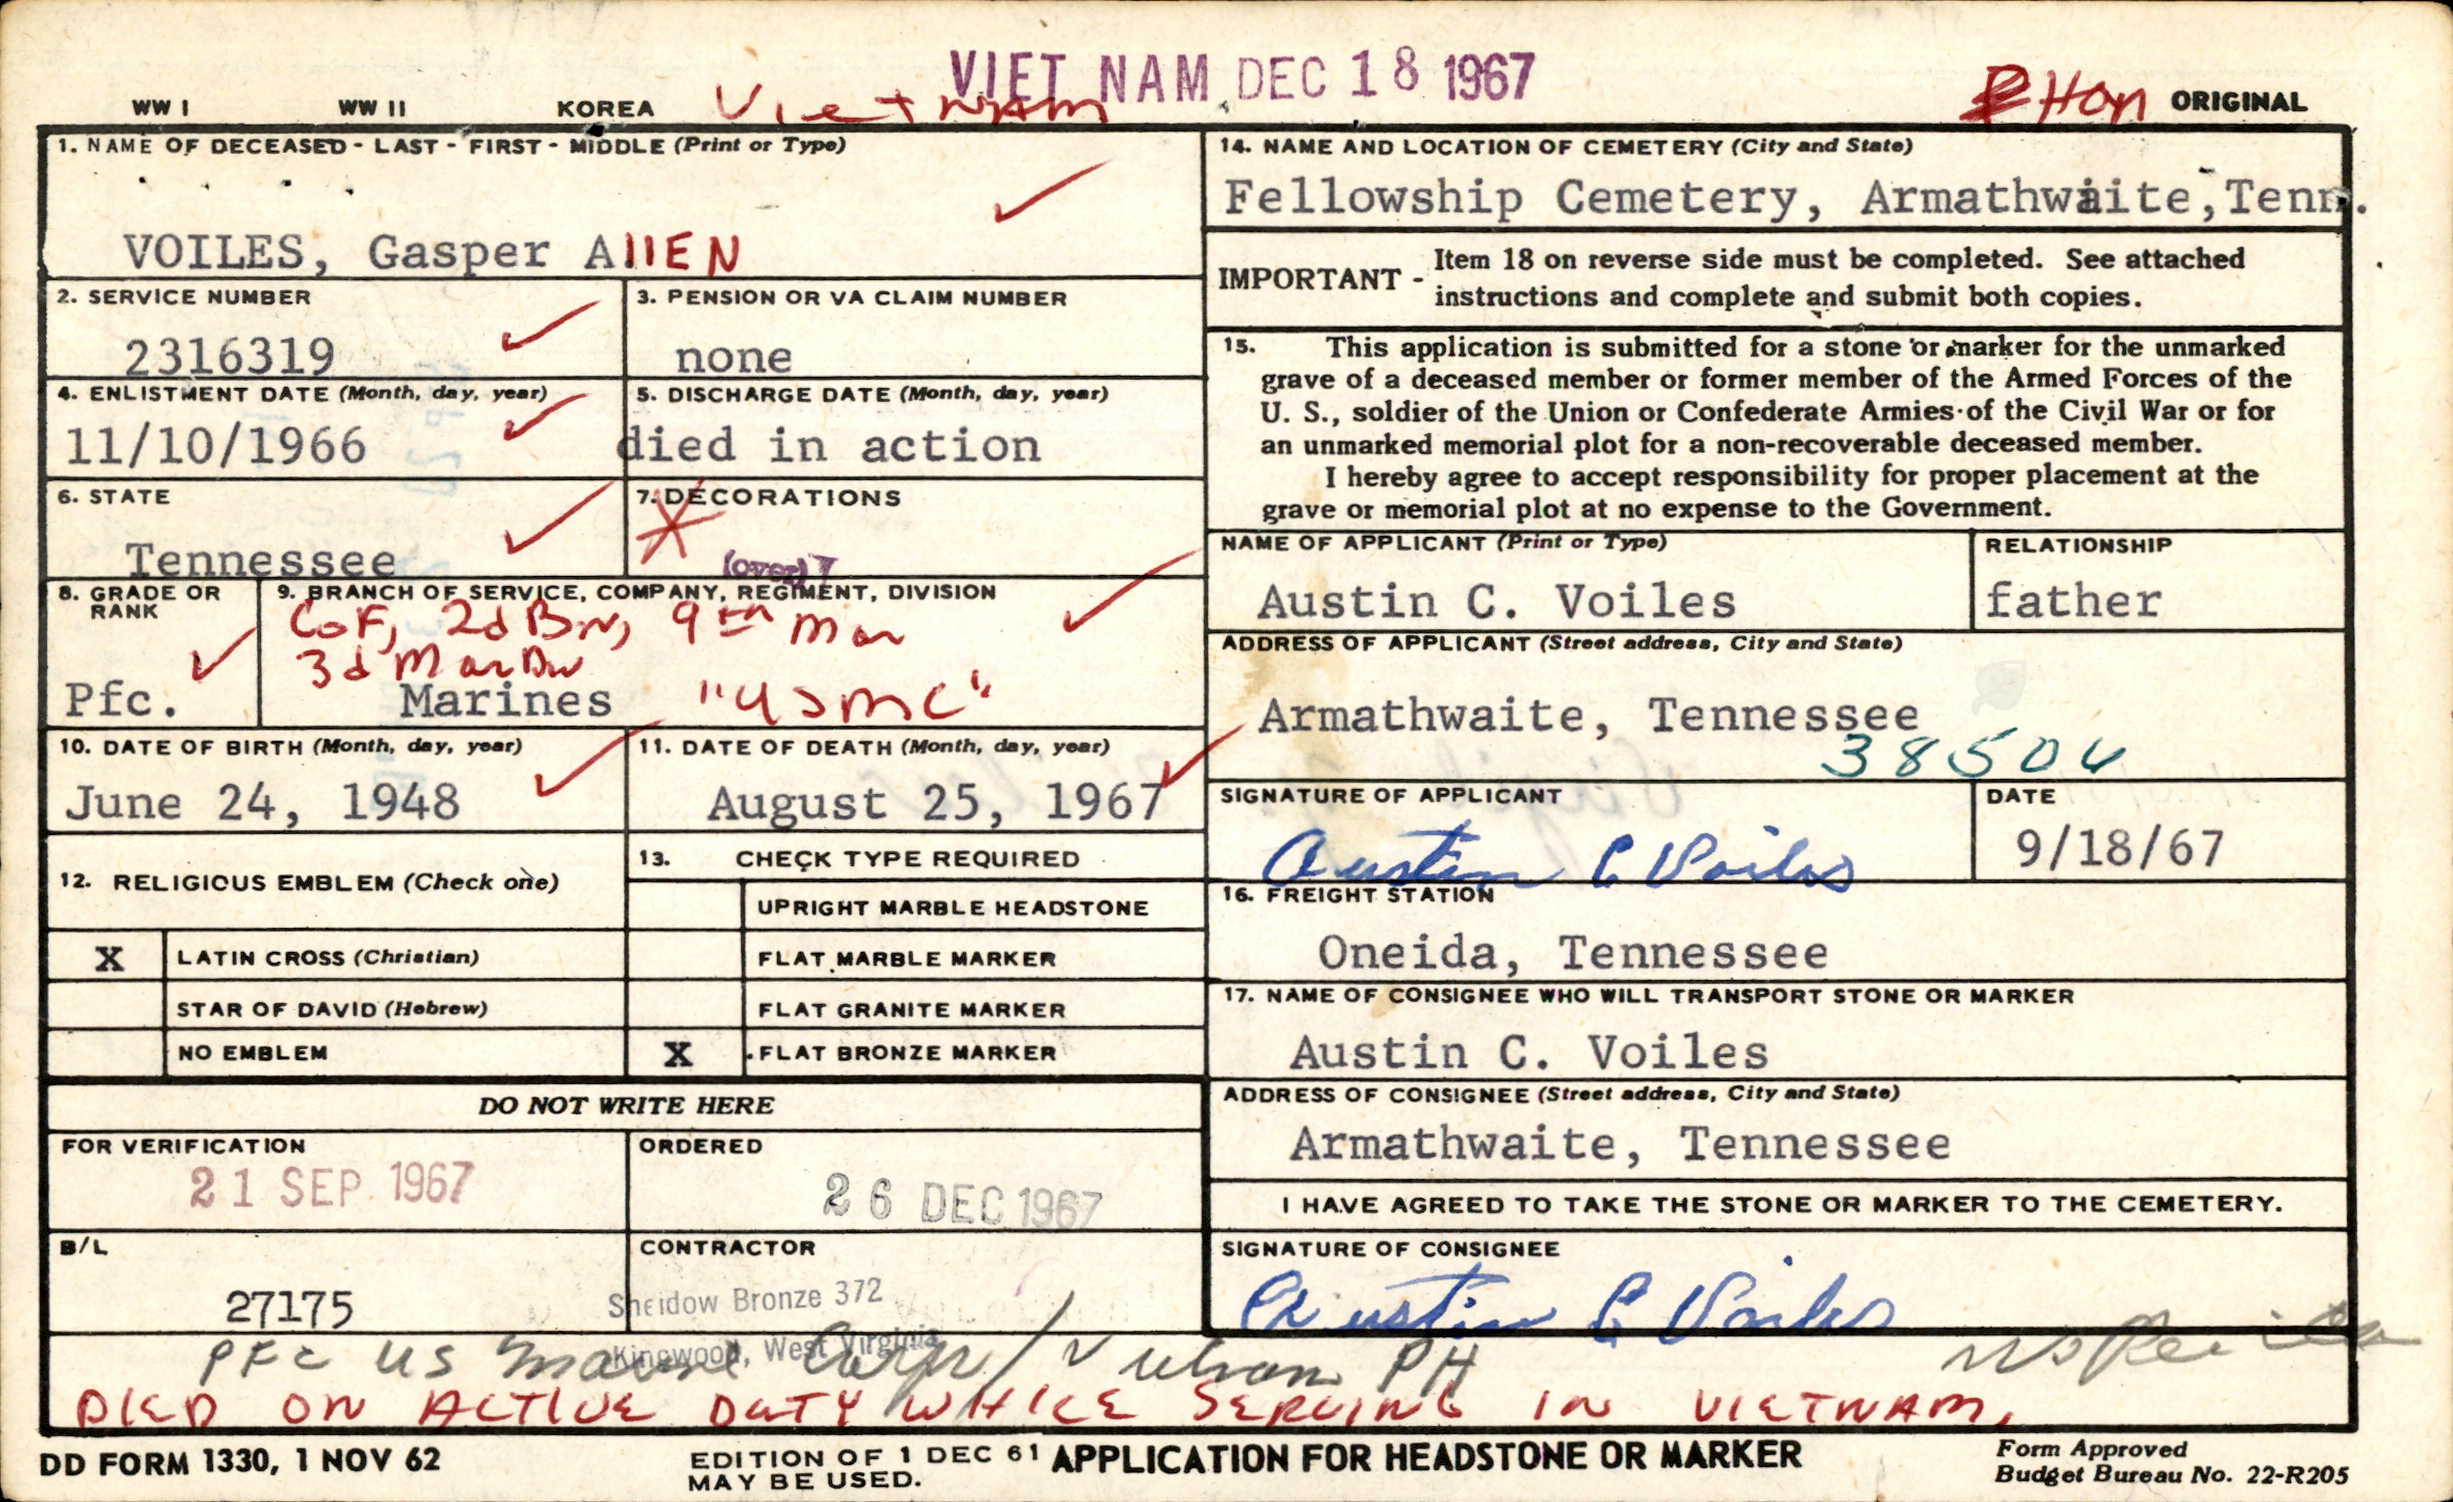 VIET NAM DEC 18 1967
WW I WW II KOREA VietNAM Hon ORIGINAL
1. NAME OF DECEASED - LAST - FIRST - MIDDLE (Print or Type)
VOILES, Gasper AllEN
2. SERVICE NUMBER
2316319
3. PENSION OR VA CLAIM NUMBER
none
4. ENLISTMENT DATE (Month, day, year)
11/10/1966
5. DISCHARGE DATE (Month, day, year)
died in action
6. STATE
Tennessee
7. DECORATIONS
(over)
8. GRADE OR RANK
Pfc.
9. BRANCH OF SERVICE, COMPANY, REGIMENT, DIVISION
CoF, 2d Bn, 9th Mar
3d MarDiv
Marines "USMC"
10. DATE OF BIRTH (Month, day, year)
June 24, 1948
11. DATE OF DEATH (Month, day, year)
August 25, 1967
12. RELIGIOUS EMBLEM (Check one)
X LATIN CROSS (Christian)
STAR OF DAVID (Hebrew)
NO EMBLEM
13. CHECK TYPE REQUIRED
UPRIGHT MARBLE HEADSTONE
FLAT MARBLE MARKER
FLAT GRANITE MARKER
X FLAT BRONZE MARKER
DO NOT WRITE HERE
FOR VERIFICATION
21 SEP 1967
ORDERED
26 DEC 1967
B/L
27175
CONTRACTOR
Sheidow Bronze 372
Kingwood, West Virginia
14. NAME AND LOCATION OF CEMETERY (City and State)
Fellowship Cemetery, Armathwaite, Tenn.
IMPORTANT - Item 18 on reverse side must be completed. See attached
instructions and complete and submit both copies.
15. This application is submitted for a stone or marker for the unmarked
grave of a deceased member or former member of the Armed Forces of the
U. S., soldier of the Union or Confederate Armies of the Civil War or for
an unmarked memorial plot for a non-recoverable deceased member.
I hereby agree to accept responsibility for proper placement at the
grave or memorial plot at no expense to the Government.
NAME OF APPLICANT (Print or Type)
Austin C. Voiles
RELATIONSHIP
father
ADDRESS OF APPLICANT (Street address, City and State)
Armathwaite, Tennessee
38504
SIGNATURE OF APPLICANT
Austin C Voiles
DATE
9/18/67
16. FREIGHT STATION
Oneida, Tennessee
17. NAME OF CONSIGNEE WHO WILL TRANSPORT STONE OR MARKER
Austin C. Voiles
ADDRESS OF CONSIGNEE (Street address, City and State)
Armathwaite, Tennessee
I HAVE AGREED TO TAKE THE STONE OR MARKER TO THE CEMETERY.
SIGNATURE OF CONSIGNEE
Austin C Voiles
PFC US Marine Corps / Vietnam PH
DIED ON ACTIVE DUTY WHILE SERVING IN VIETNAM.
DD FORM 1330, 1 NOV 62
EDITION OF 1 DEC 61
MAY BE USED.
APPLICATION FOR HEADSTONE OR MARKER
Form Approved
Budget Bureau No. 22-R205